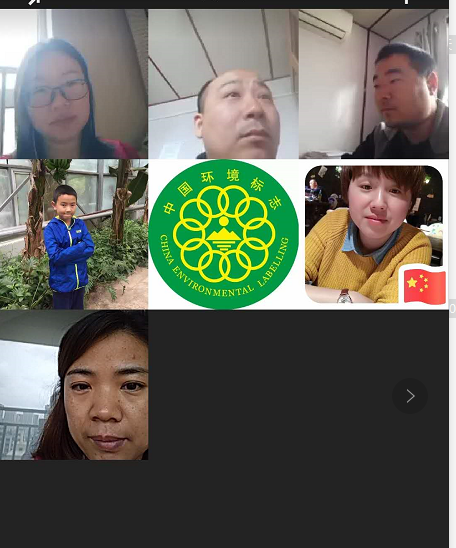 中国环境标志
CHINA ENVIRONMENTAL LABELLING